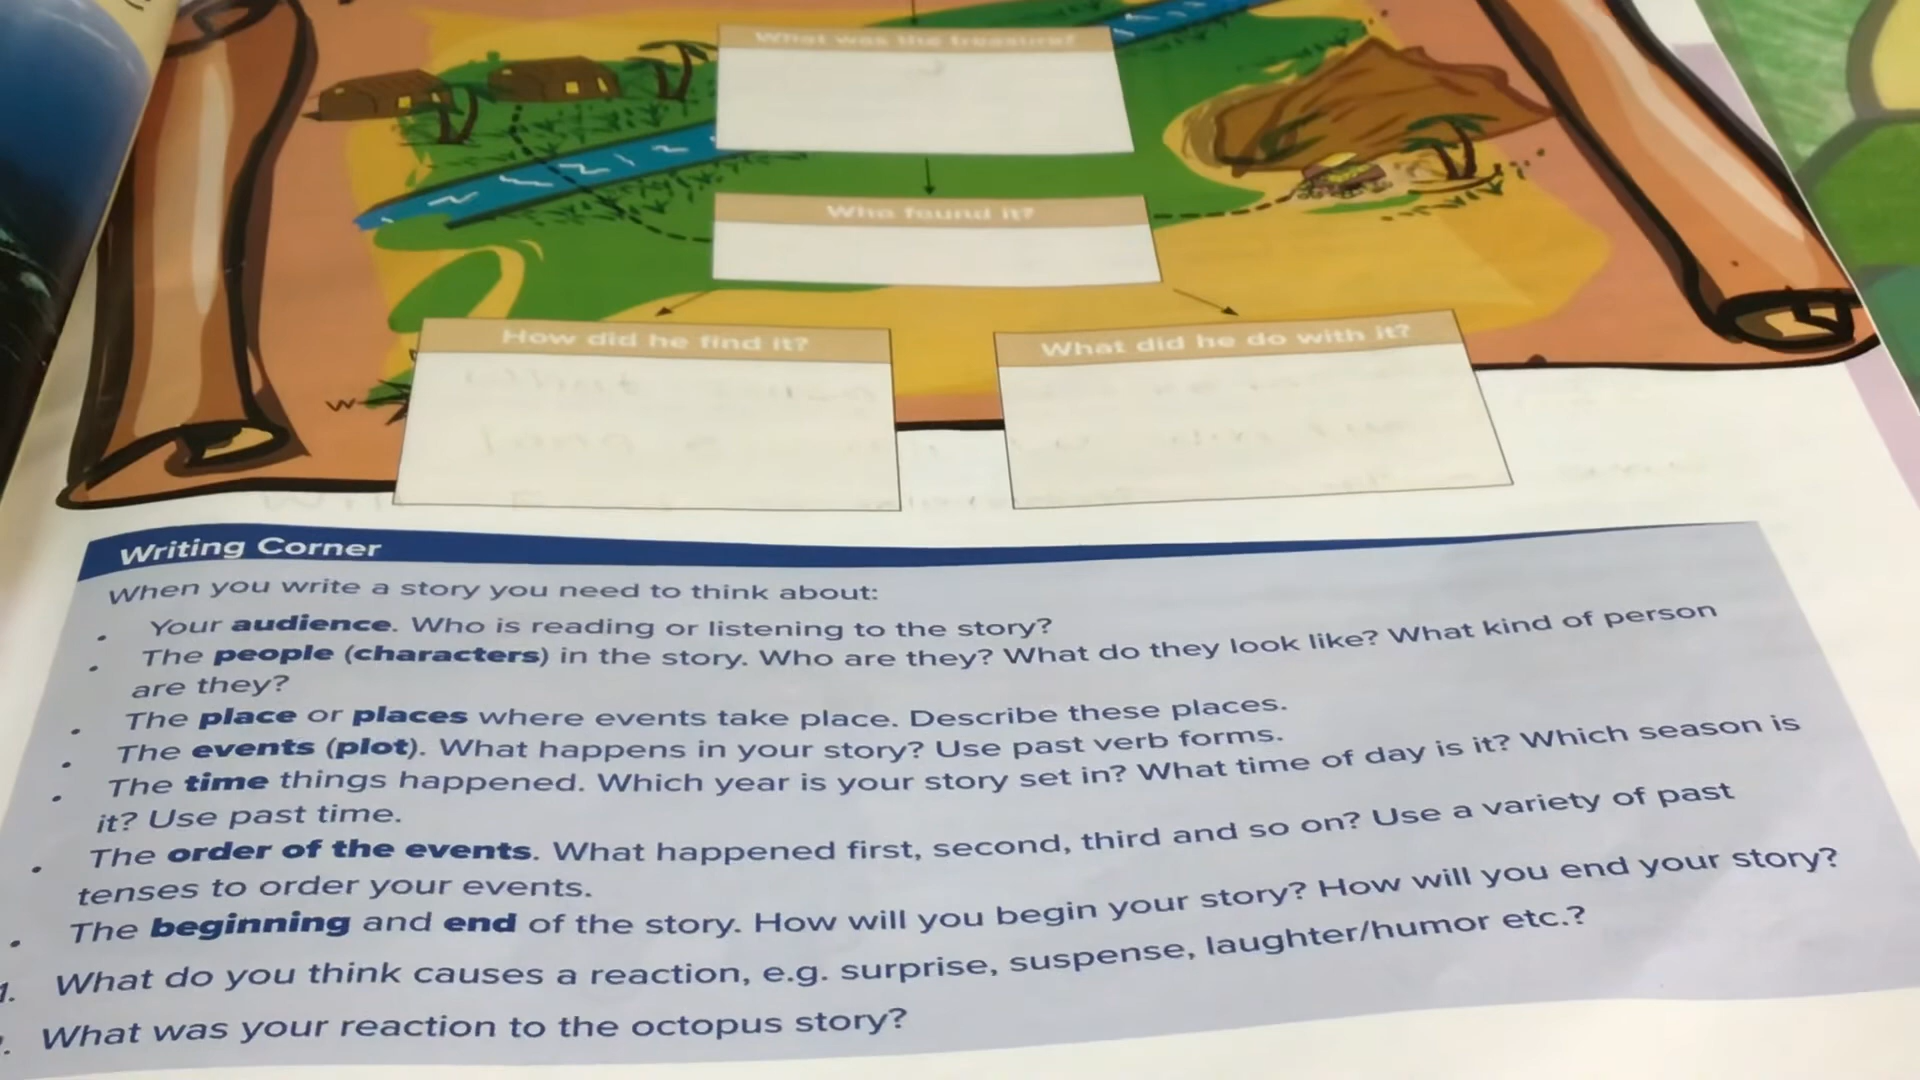 What was the treasure?
Who found it?
How did he find it?
What did he do with it?
W
Writing Corner
When you write a story you need to think about:
• Your audience. Who is reading or listening to the story?
• The people (characters) in the story. Who are they? What do they look like? What kind of person
are they?
• The place or places where events take place. Describe these places.
• The events (plot). What happens in your story? Use past verb forms.
• The time things happened. Which year is your story set in? What time of day is it? Which season is
it? Use past time.
• The order of the events. What happened first, second, third and so on? Use a variety of past
tenses to order your events.
• The beginning and end of the story. How will you begin your story? How will you end your story?
1. What do you think causes a reaction, e.g. surprise, suspense, laughter/humor etc.?
What was your reaction to the octopus story?